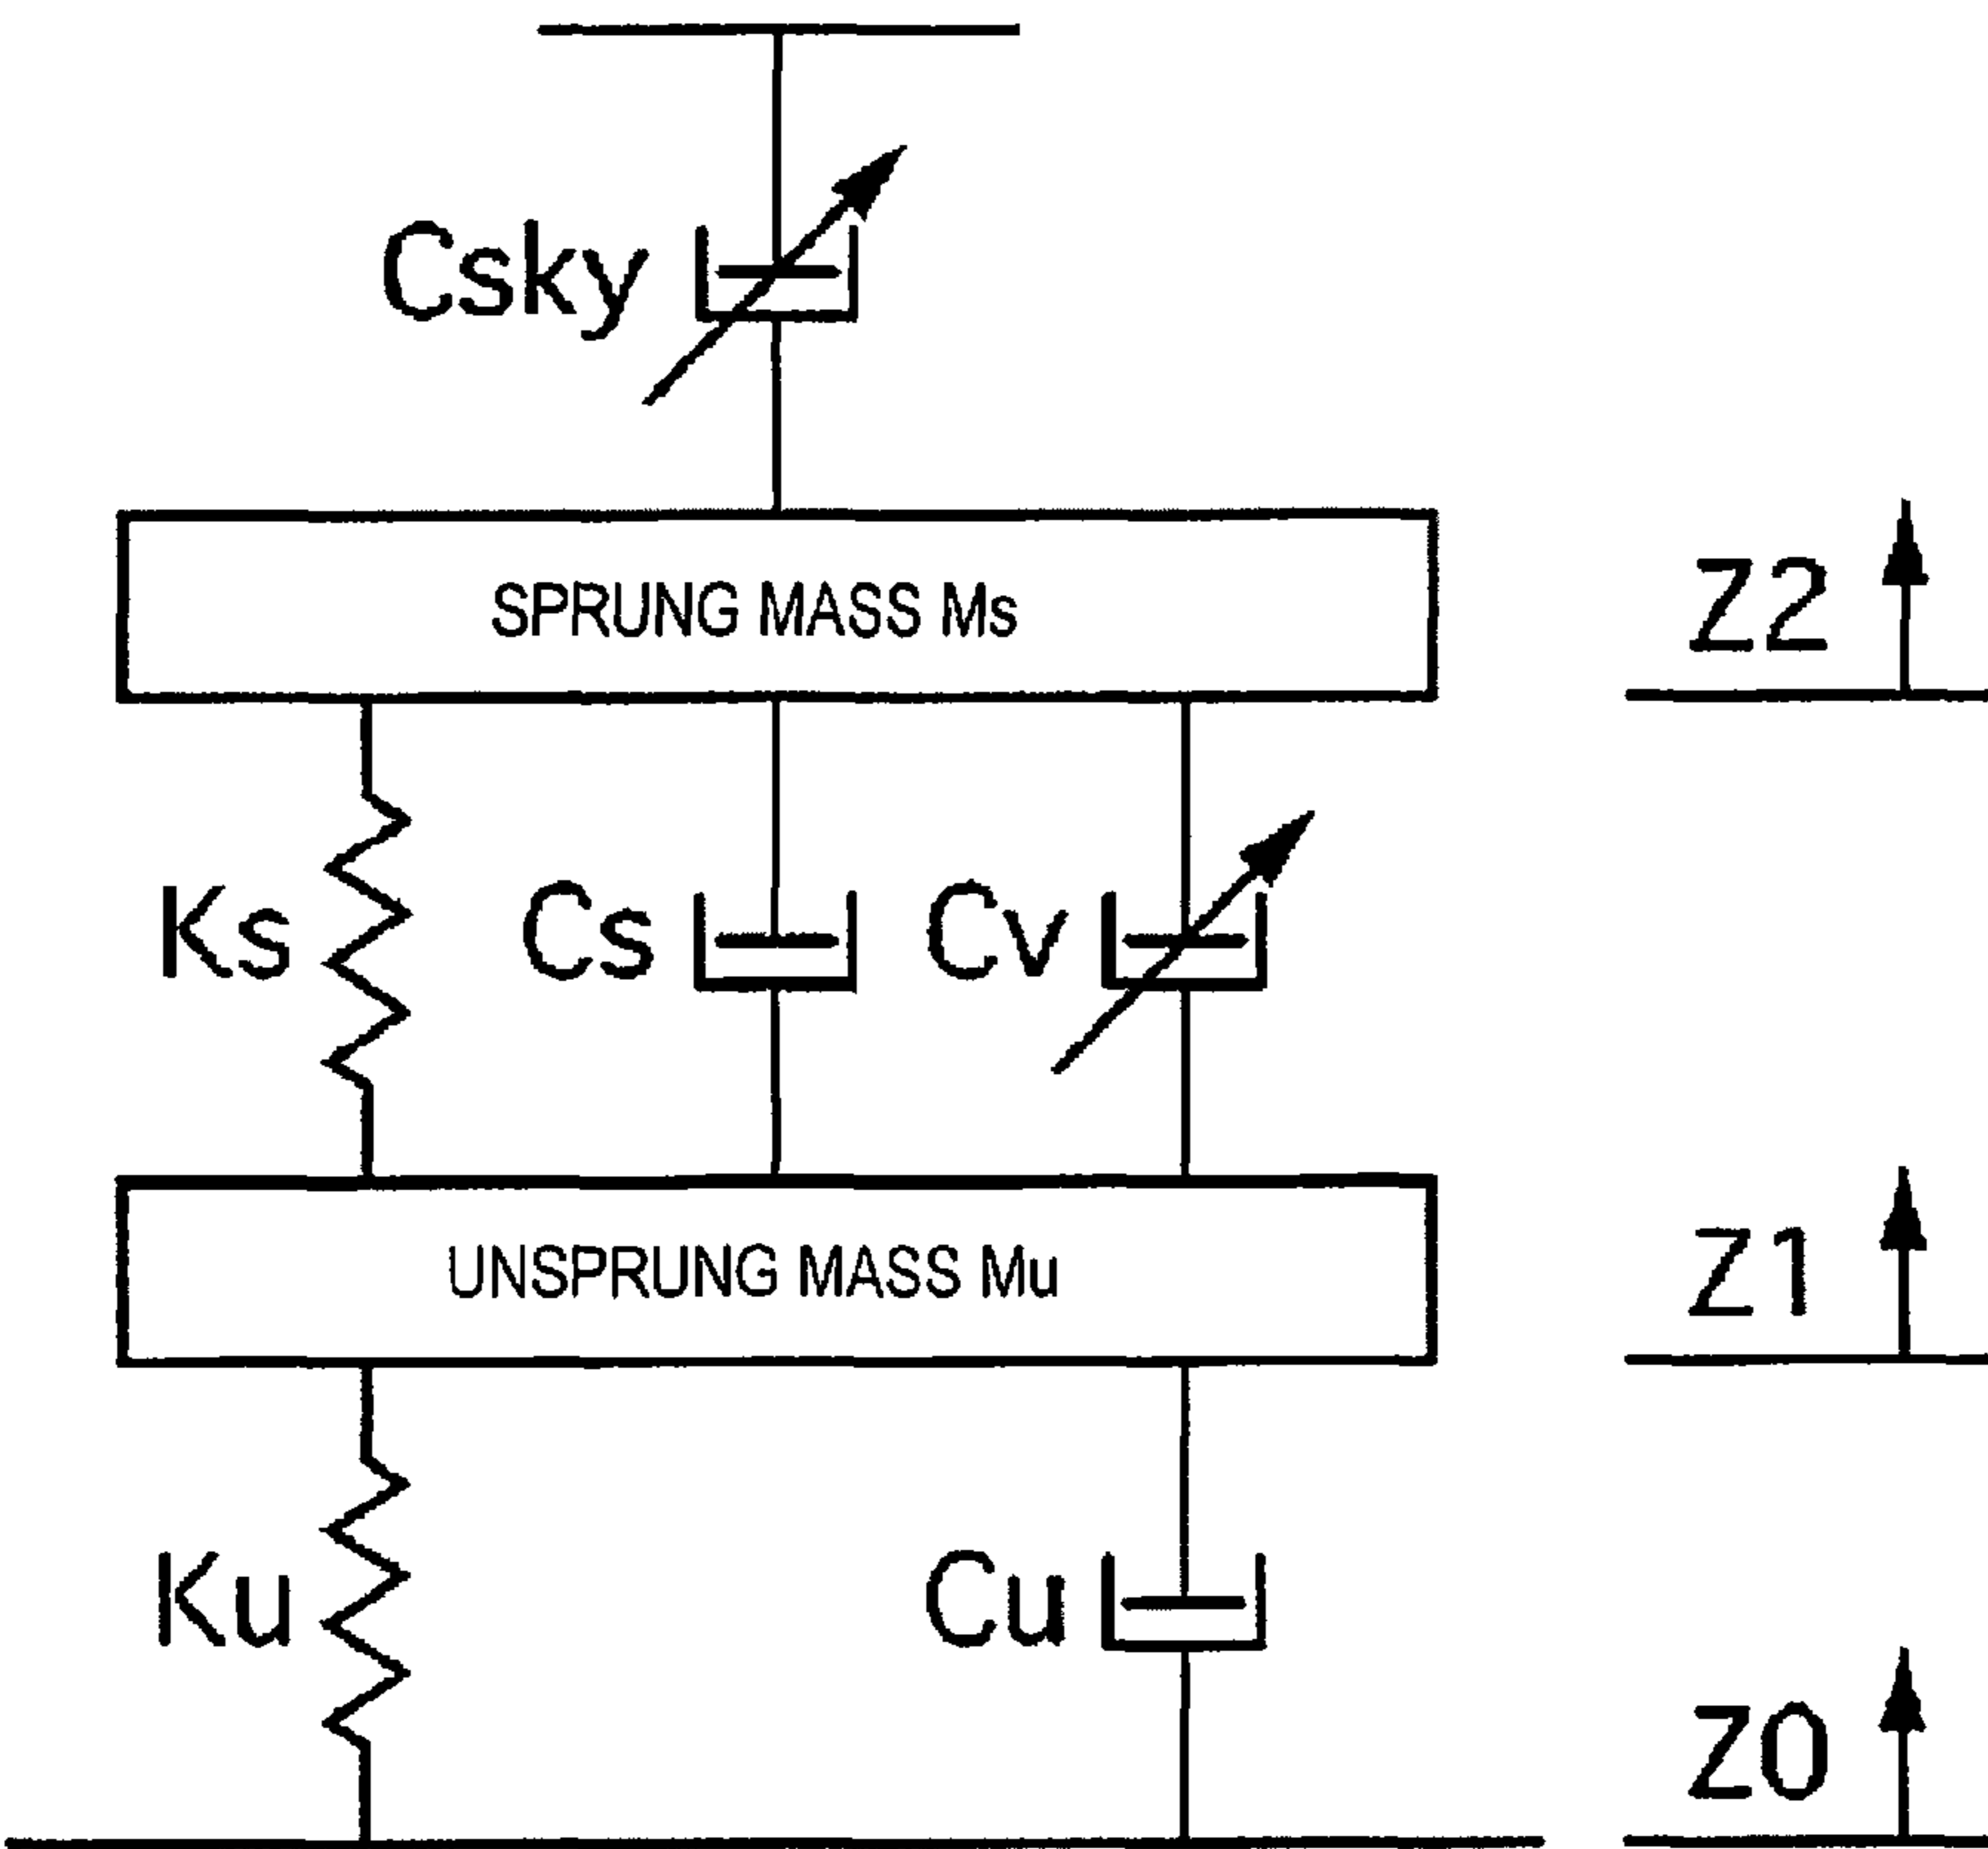 Csky
SPRUNG MASS Ms
Z2
Ks
Cs
Cv
UNSPRUNG MASS Mu
Z1
Ku
Cu
Z0